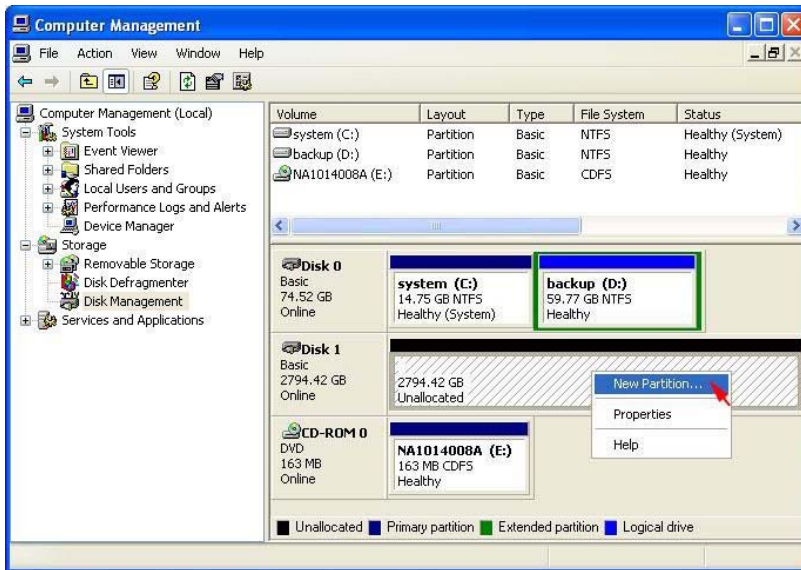 Computer Management
File Action View Window Help
Computer Management (Local)
System Tools
Event Viewer
Shared Folders
Local Users and Groups
Performance Logs and Alerts
Device Manager
Storage
Removable Storage
Disk Defragmenter
Disk Management
Services and Applications
Volume Layout Type File System Status
system (C:) Partition Basic NTFS Healthy (System)
backup (D:) Partition Basic NTFS Healthy
NA1014008A (E:) Partition Basic CDFS Healthy
Disk 0
Basic
74.52 GB
Online
system (C:)
14.75 GB NTFS
Healthy (System)
backup (D:)
59.77 GB NTFS
Healthy
Disk 1
Basic
2794.42 GB
Online
2794.42 GB
Unallocated
New Partition...
Properties
Help
CD-ROM 0
DVD
163 MB
Online
NA1014008A (E:)
163 MB CDFS
Healthy
Unallocated Primary partition Extended partition Logical drive